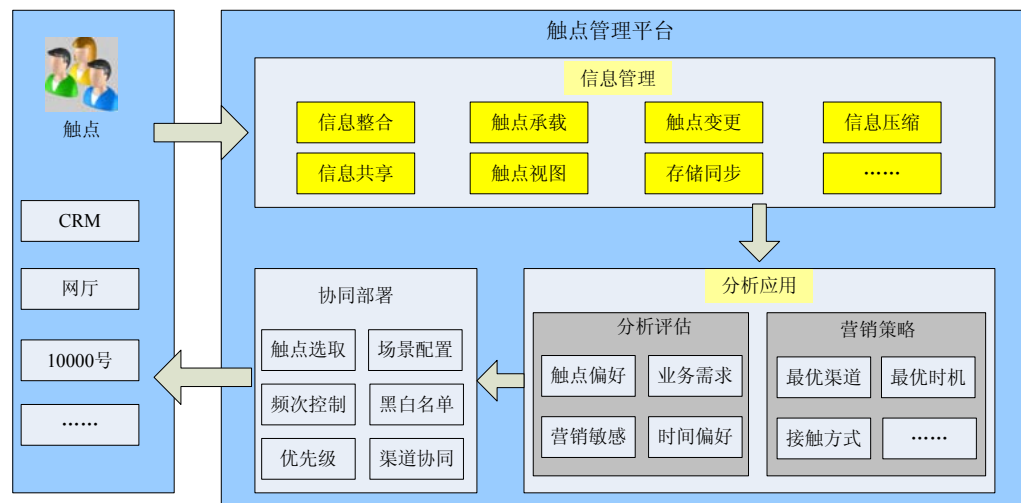 触点
CRM
网厅
10000号
……
触点管理平台
信息管理
信息整合
触点承载
触点变更
信息压缩
信息共享
触点视图
存储同步
……
协同部署
触点选取
场景配置
频次控制
黑白名单
优先级
渠道协同
分析应用
分析评估
触点偏好
业务需求
营销敏感
时间偏好
营销策略
最优渠道
最优时机
接触方式
……